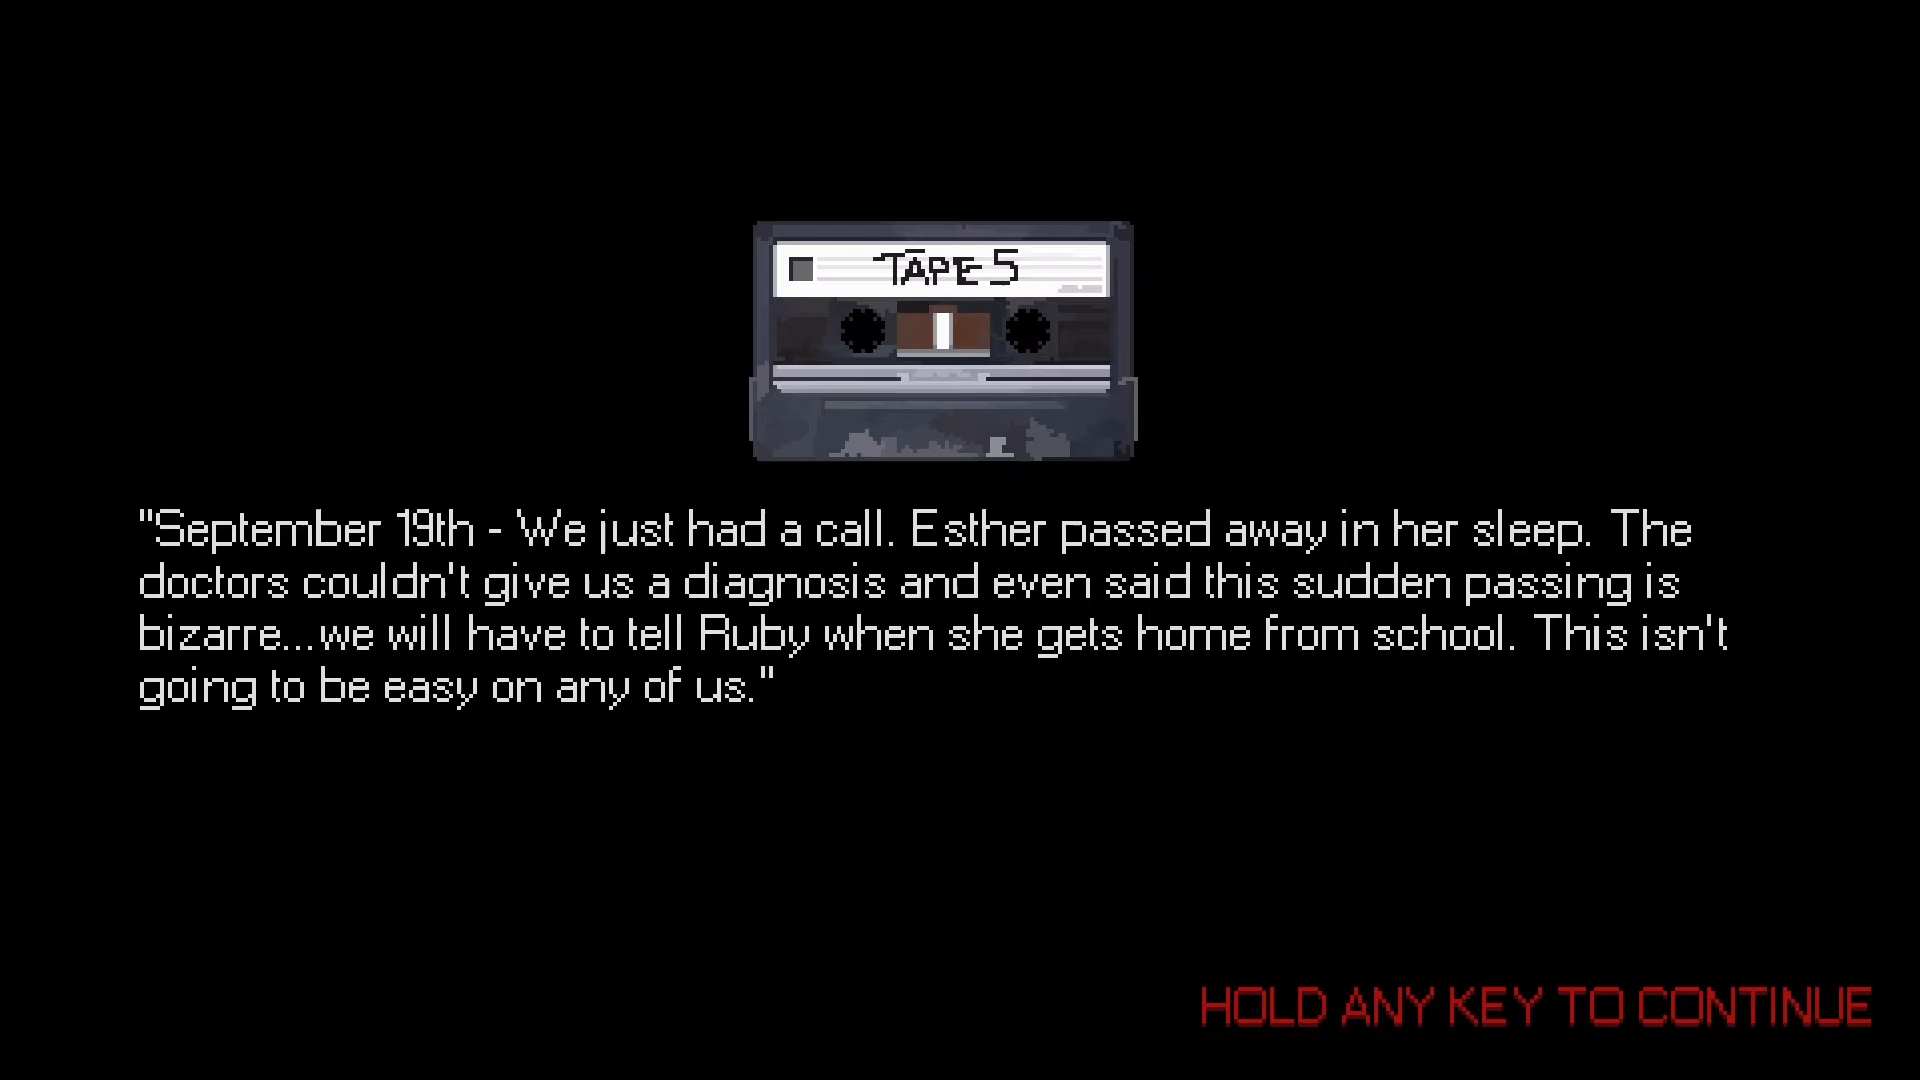 TAPE 5
"September 19th - We just had a call. Esther passed away in her sleep. The
doctors couldn't give us a diagnosis and even said this sudden passing is
bizarre...we will have to tell Ruby when she gets home from school. This isn't
going to be easy on any of us."
HOLD ANY KEY TO CONTINUE